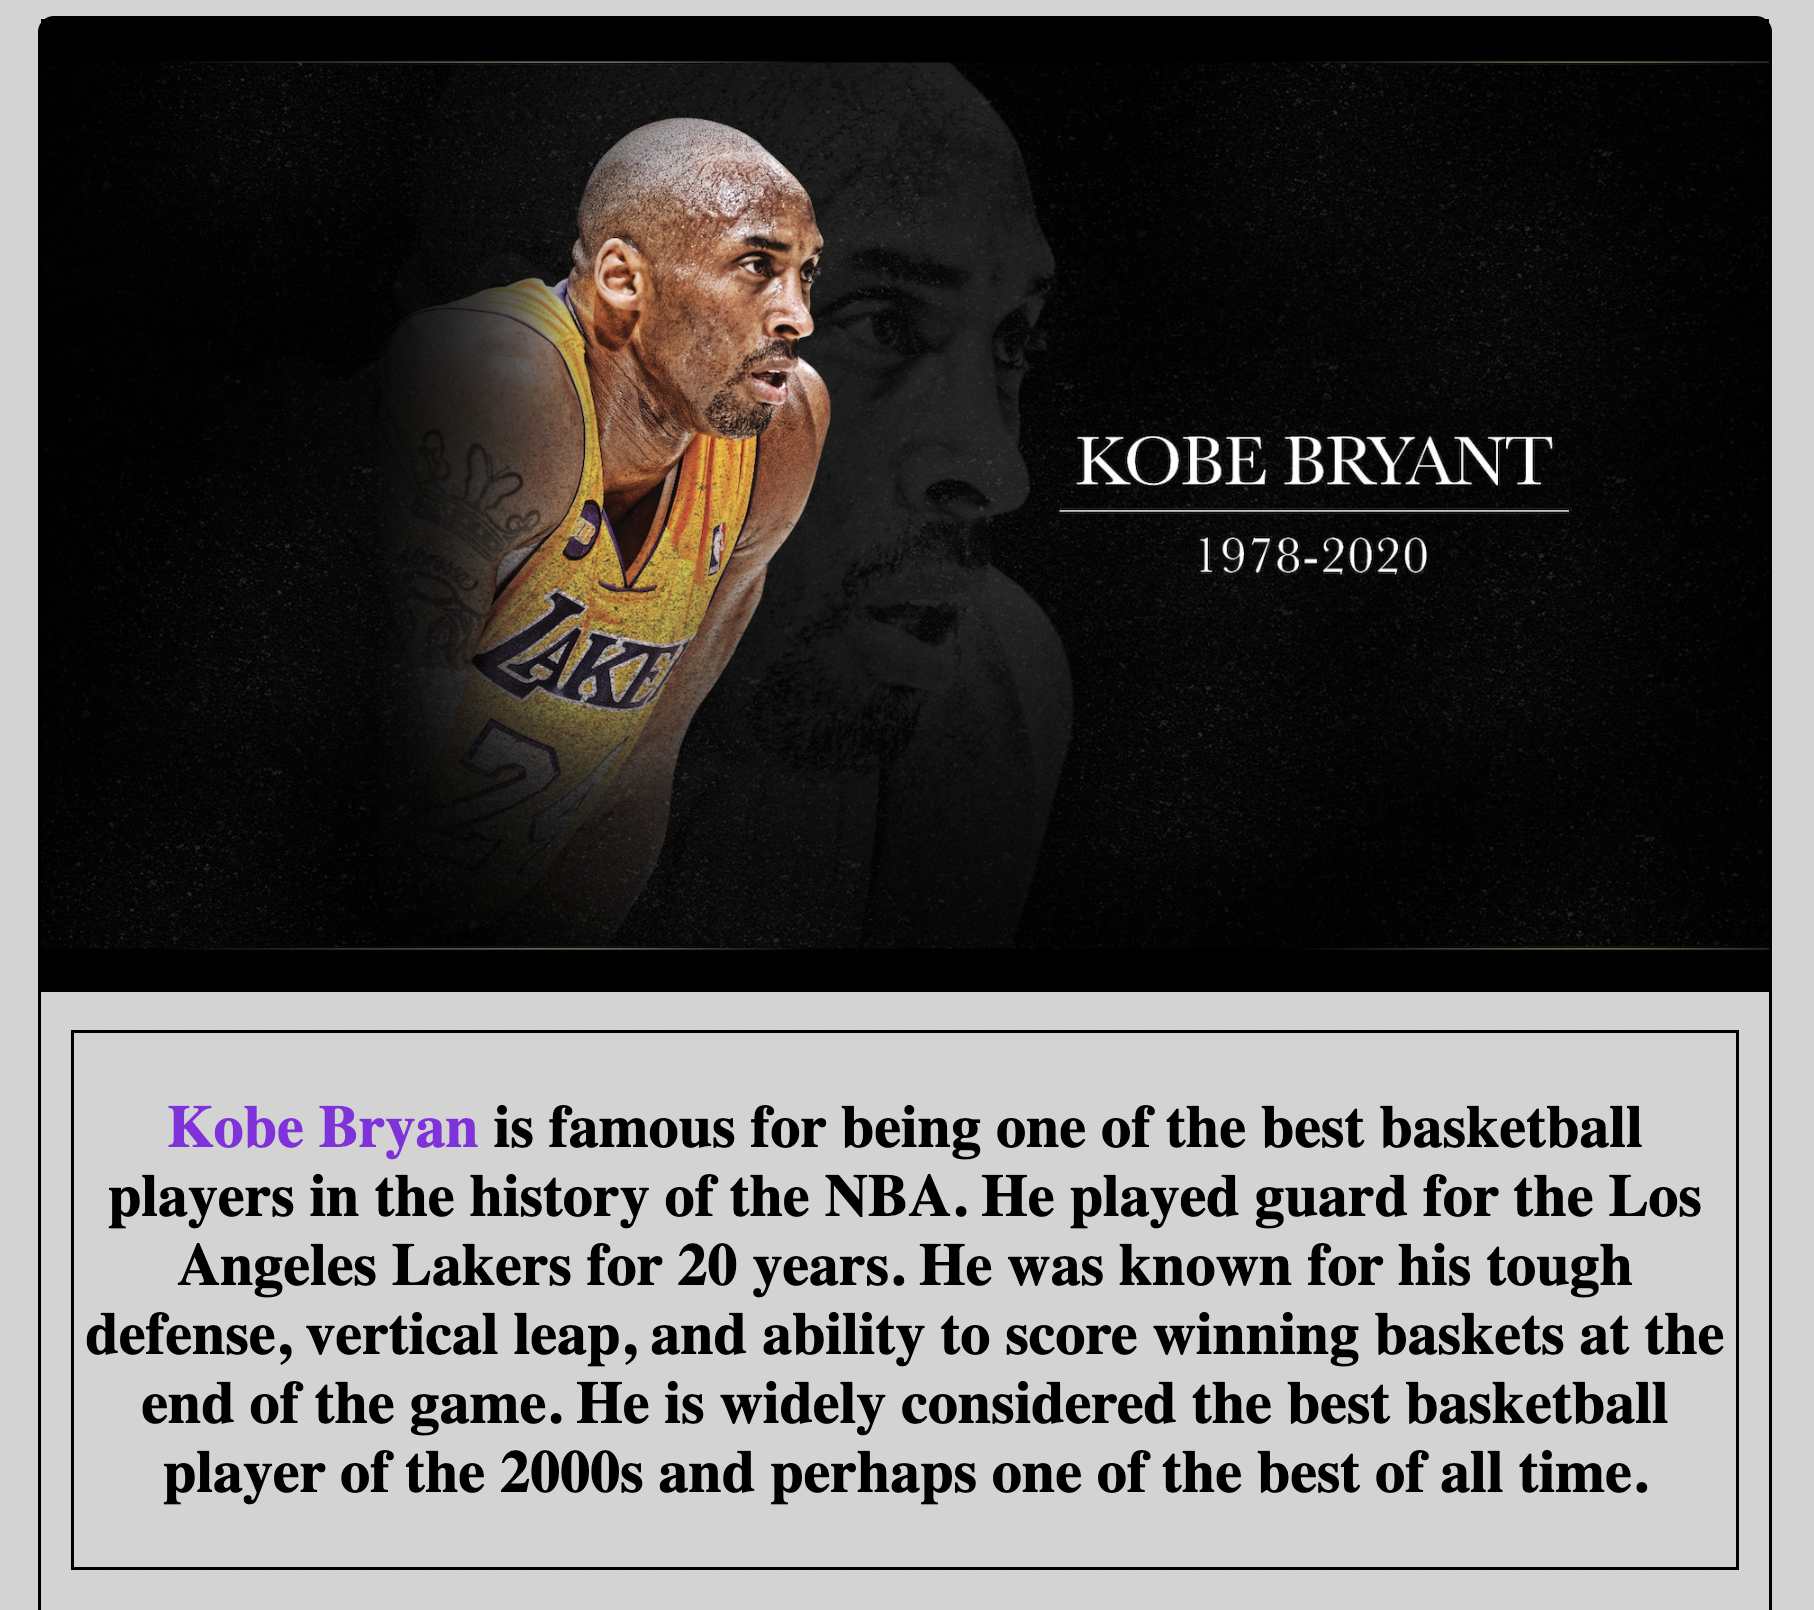 KOBE BRYANT
1978-2020
LAKE
24
Kobe Bryan is famous for being one of the best basketball
players in the history of the NBA. He played guard for the Los
Angeles Lakers for 20 years. He was known for his tough
defense, vertical leap, and ability to score winning baskets at the
end of the game. He is widely considered the best basketball
player of the 2000s and perhaps one of the best of all time.